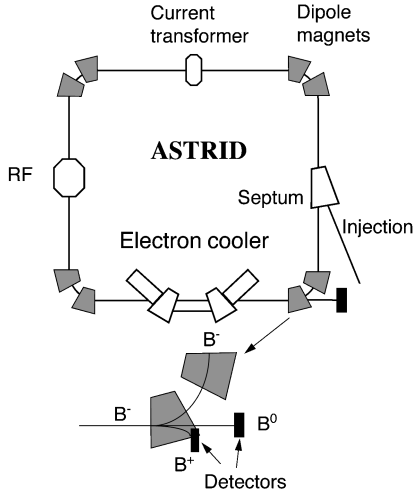 Current
transformer
Dipole
magnets
RF
ASTRID
Septum
Injection
Electron cooler
B⁻
B⁻
B⁰
B⁺
Detectors